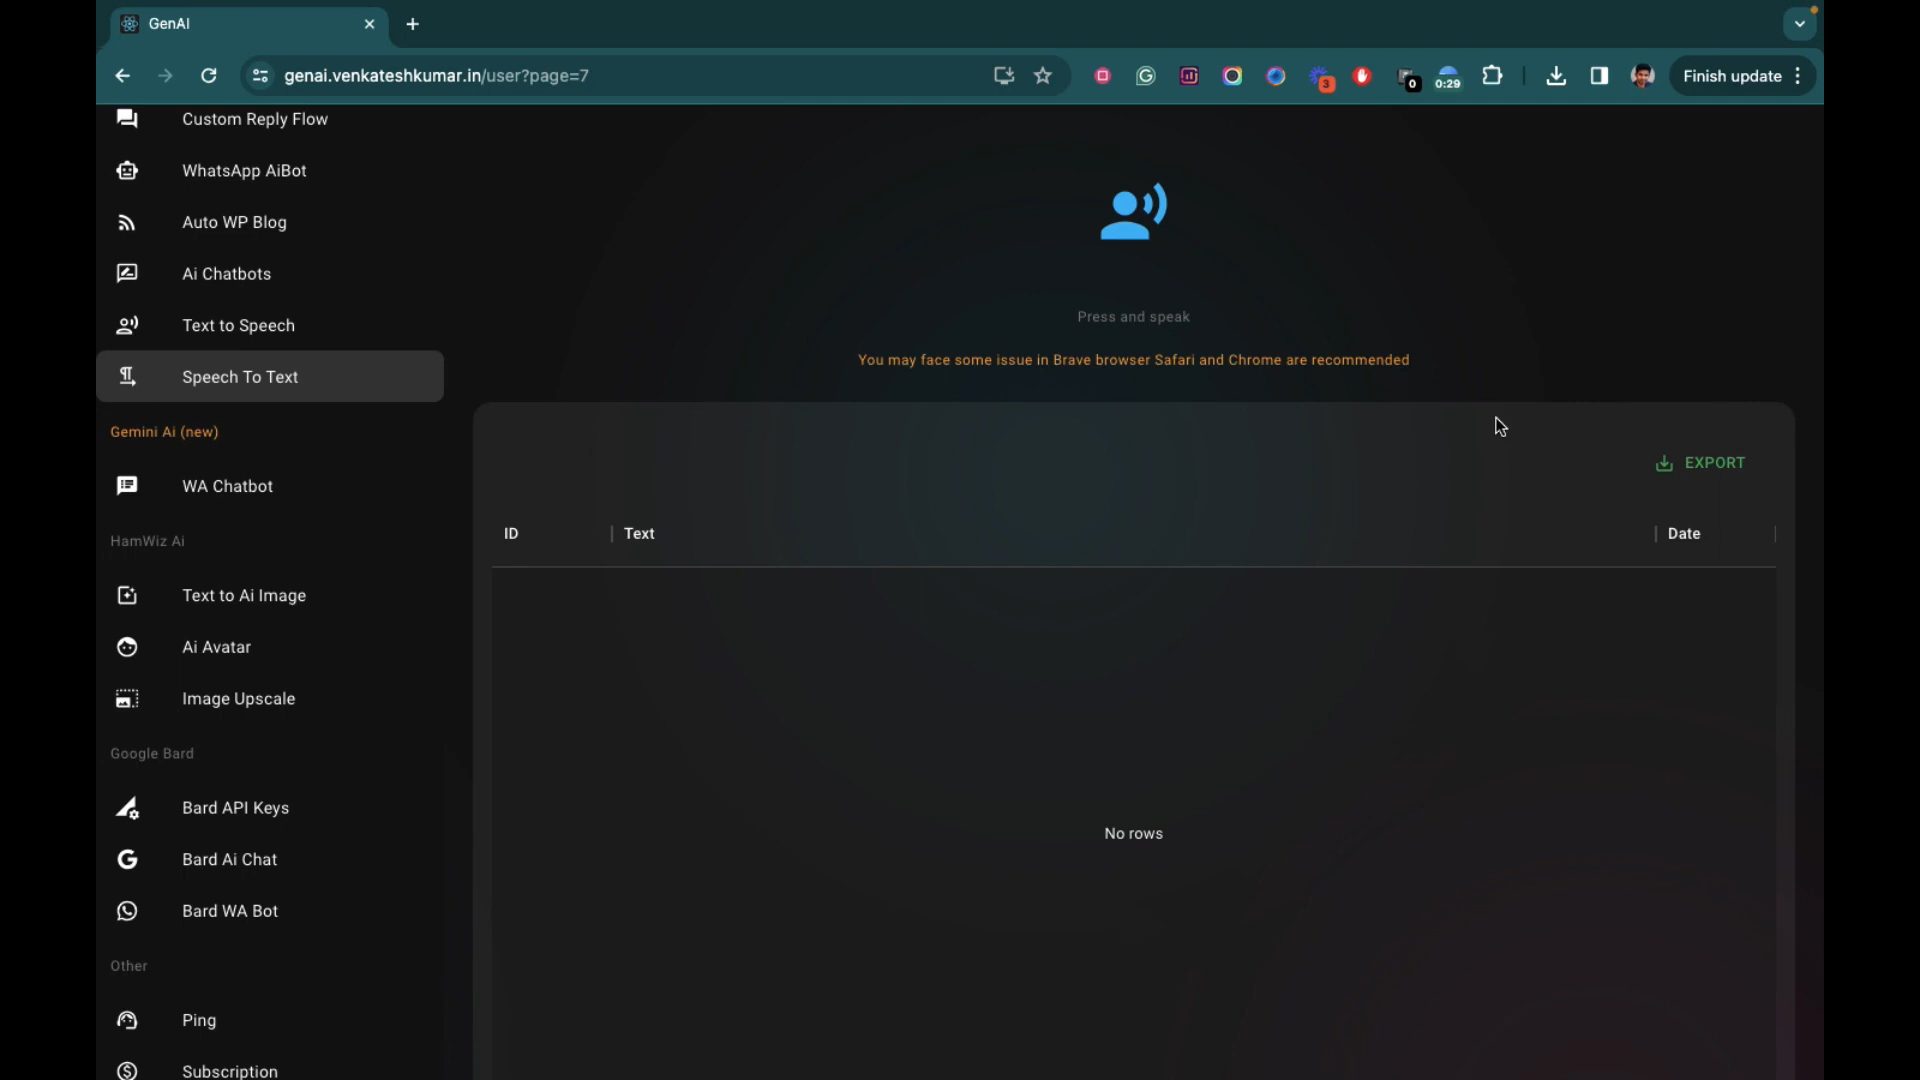 GenAI
genai.venkateshkumar.in/user?page=7
3
0
0:29
Finish update
Custom Reply Flow
WhatsApp AiBot
Auto WP Blog
Ai Chatbots
Text to Speech
Speech To Text
Gemini Ai (new)
WA Chatbot
HamWiz Ai
Text to Ai Image
Ai Avatar
Image Upscale
Google Bard
Bard API Keys
Bard Ai Chat
Bard WA Bot
Other
Ping
Subscription
Press and speak
You may face some issue in Brave browser Safari and Chrome are recommended
EXPORT
ID
Text
Date
No rows